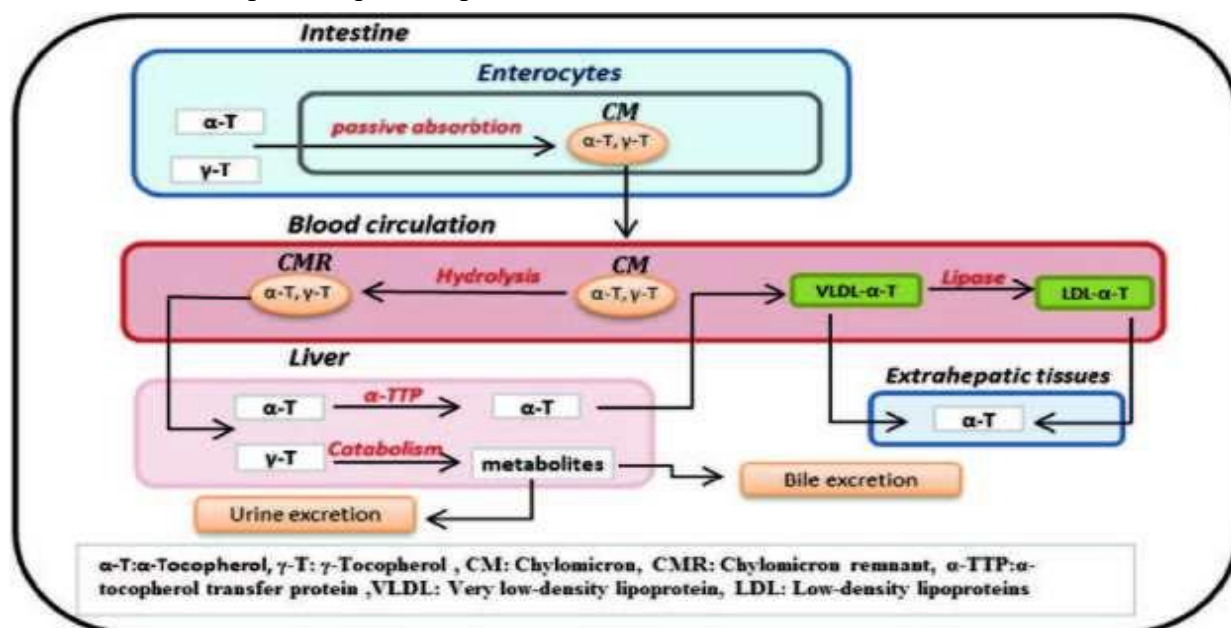 Intestine
Enterocytes
α-T
γ-T
passive absorbtion
CM
α-T, γ-T
Blood circulation
CMR
α-T, γ-T
Hydrolysis
CM
α-T, γ-T
VLDL-α-T
Lipase
LDL-α-T
Liver
α-T
α-TTP
α-T
γ-T
Catabolism
metabolites
Extrahepatic tissues
α-T
Bile excretion
Urine excretion
α-T:α-Tocopherol, γ-T: γ-Tocopherol , CM: Chylomicron, CMR: Chylomicron remnant, α-TTP:α-
tocopherol transfer protein ,VLDL: Very low-density lipoprotein, LDL: Low-density lipoproteins